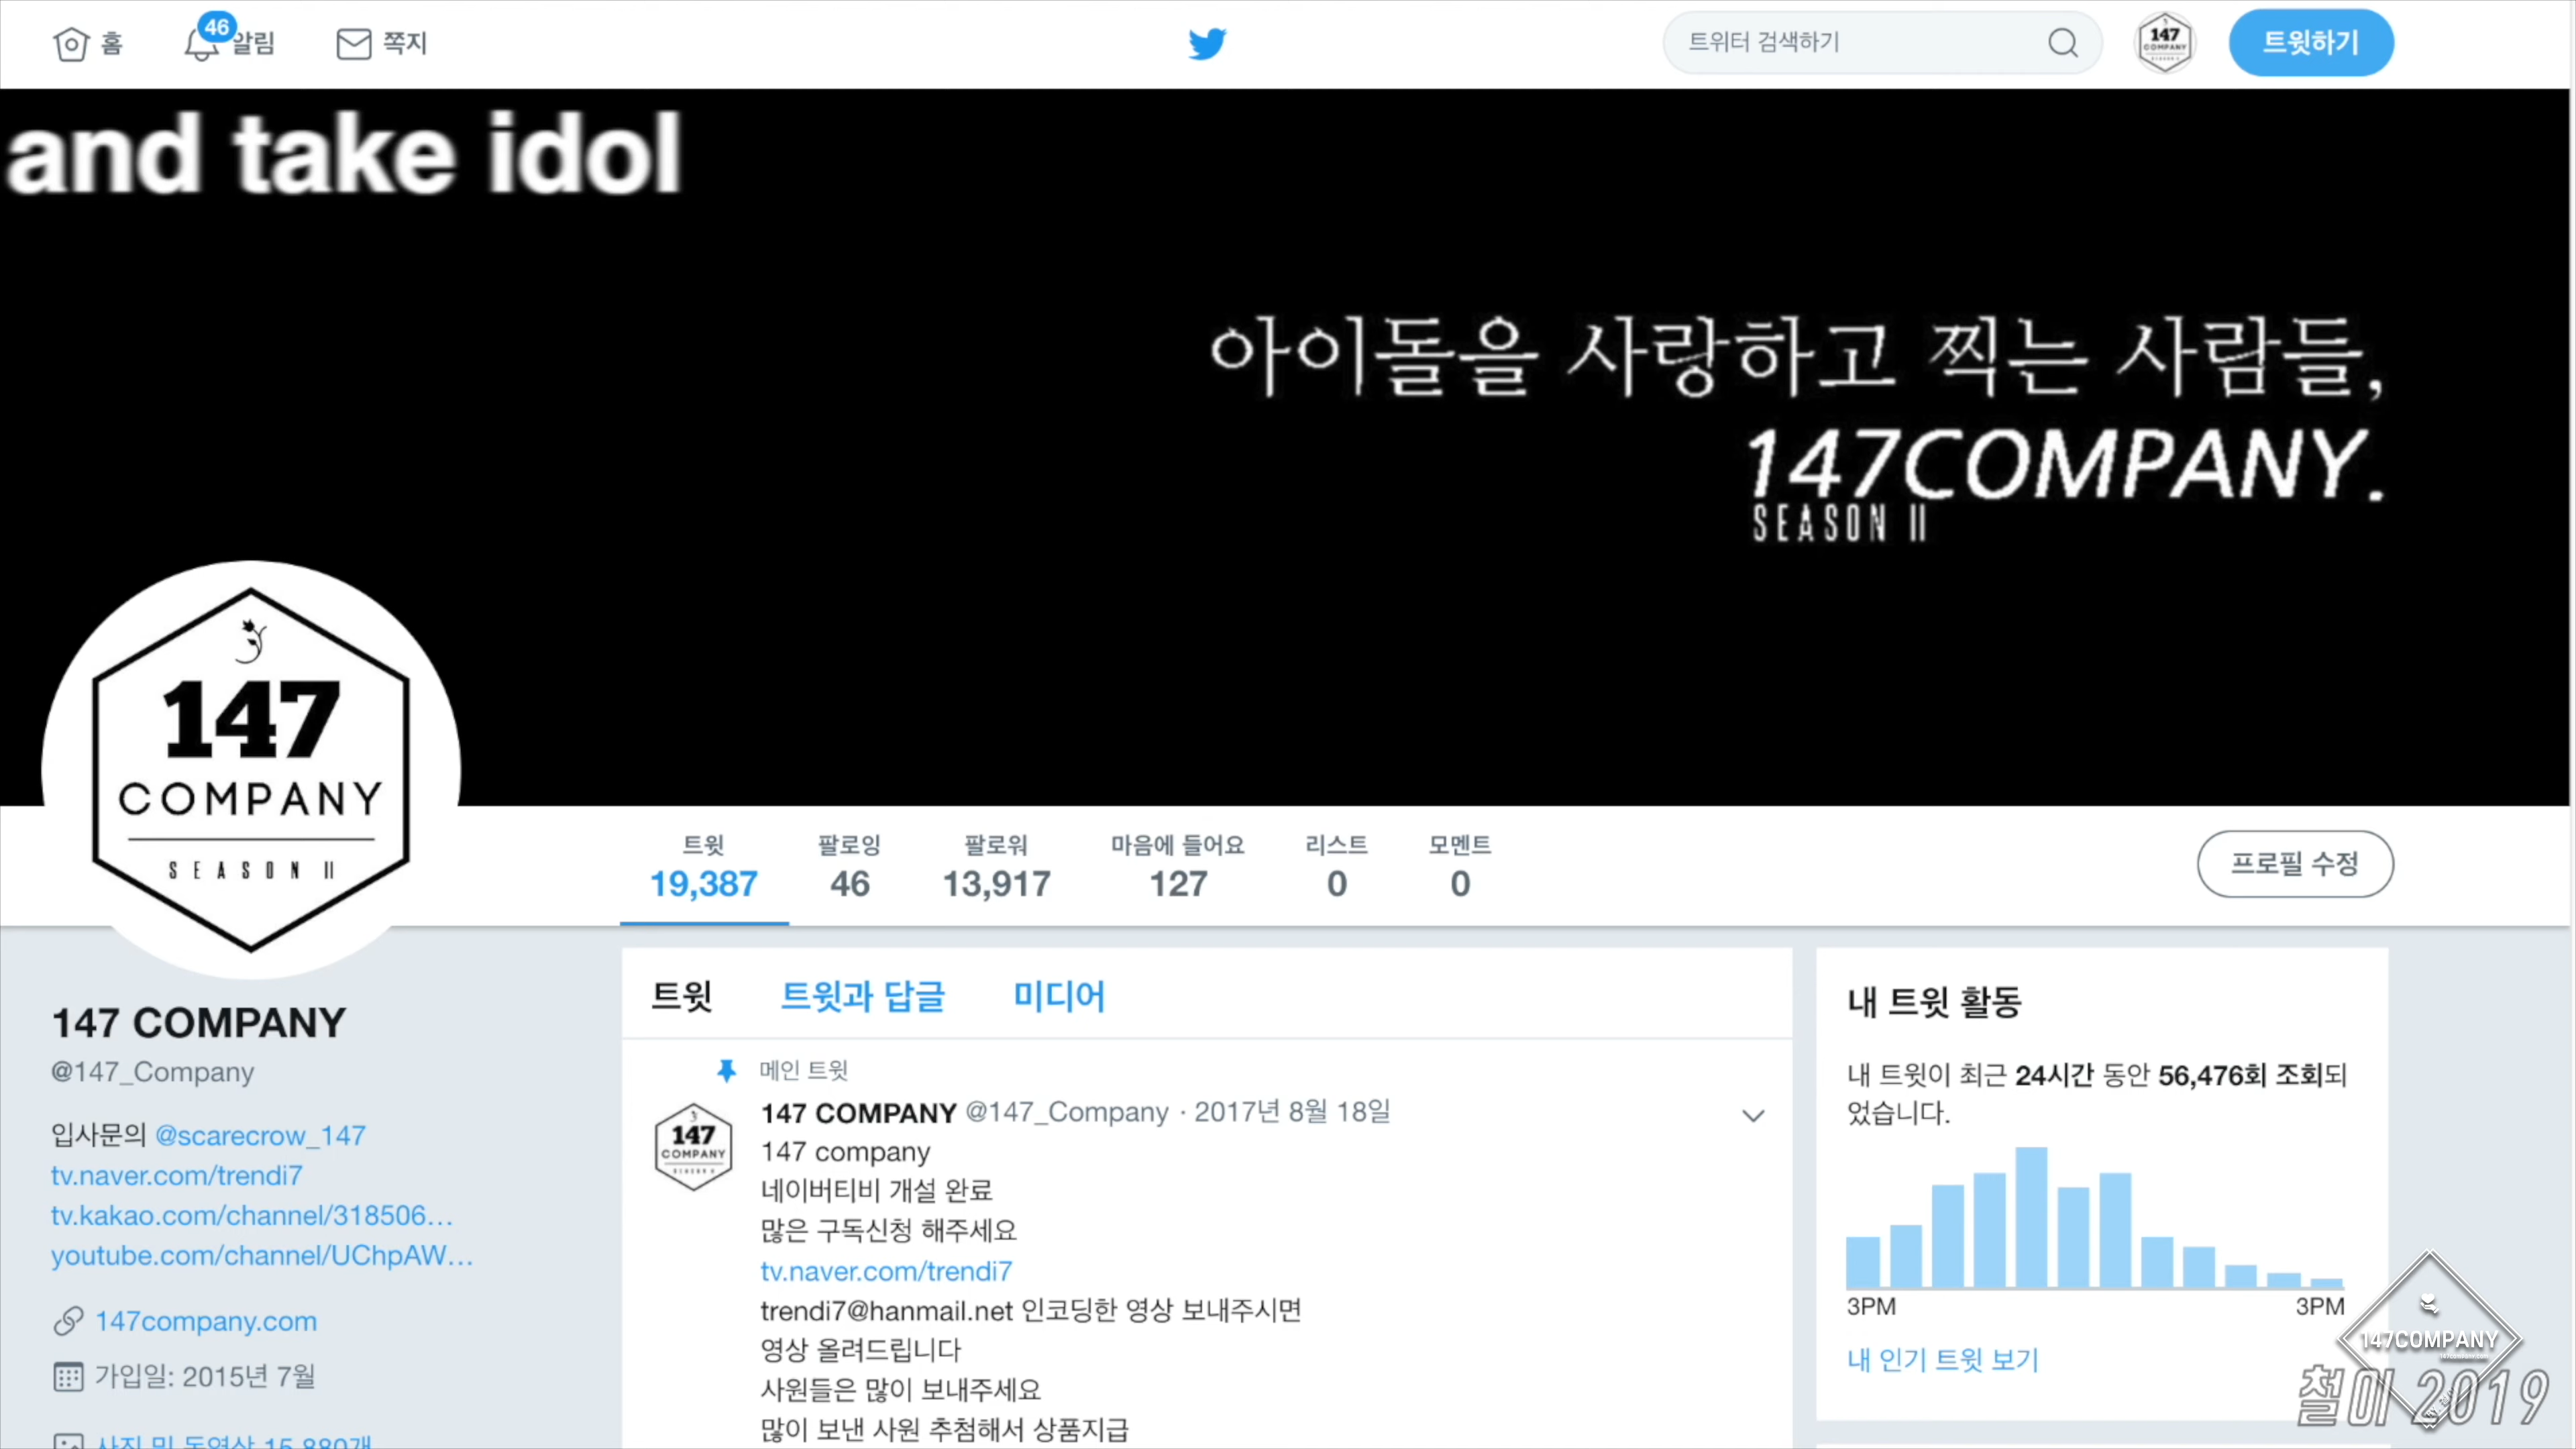 홈
46
알림
쪽지
트위터 검색하기
147
COMPANY
트윗하기
and take idol
아이돌을 사랑하고 찍는 사람들,
147COMPANY.
SEASON II
147
COMPANY
SEASON II
트윗
19,387
팔로잉
46
팔로워
13,917
마음에 들어요
127
리스트
0
모멘트
0
프로필 수정
147 COMPANY
@147_Company
입사문의 @scarecrow_147
tv.naver.com/trendi7
tv.kakao.com/channel/318506…
youtube.com/channel/UChpAW…
147company.com
가입일: 2015년 7월
사진 및 동영상 15,880개
트윗
트윗과 답글
미디어
메인 트윗
147
COMPANY
147 COMPANY @147_Company · 2017년 8월 18일
147 company
네이버티비 개설 완료
많은 구독신청 해주세요
tv.naver.com/trendi7
trendi7@hanmail.net 인코딩한 영상 보내주시면
영상 올려드립니다
사원들은 많이 보내주세요
많이 보낸 사원 추첨해서 상품지급
내 트윗 활동
내 트윗이 최근 24시간 동안 56,476회 조회되
었습니다.
3PM
3PM
내 인기 트윗 보기
147COMPANY
철이 2019